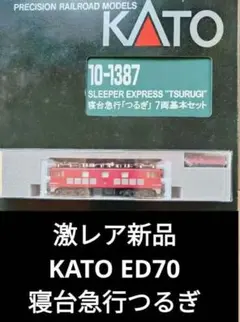 PRECISION RAILROAD MODELS
KATO
10-1387
SLEEPER EXPRESS "TSURUGI"
寝台急行「つるぎ」7両基本セット
激レア新品
KATO ED70
寝台急行つるぎ